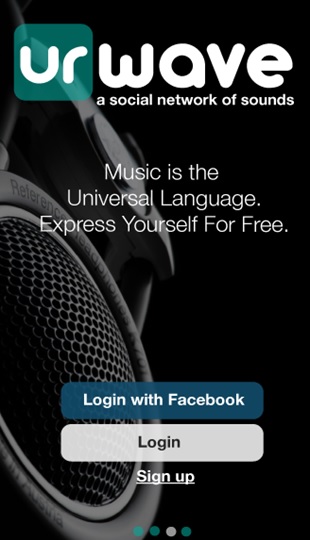 urwave
a social network of sounds
Music is the
Universal Language.
Express Yourself For Free.
Reference
Login with Facebook
Login
Sign up